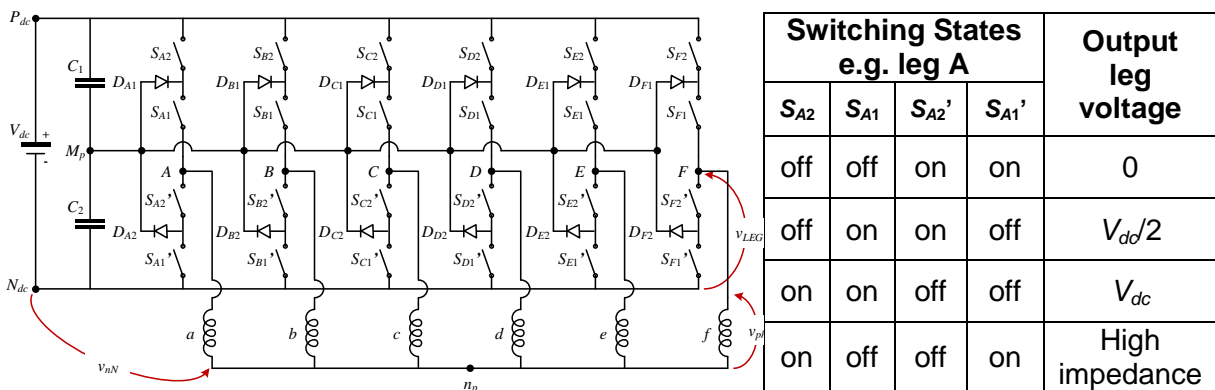 P_dc
S_A2 S_B2 S_C2 S_D2 S_E2 S_F2
C_1
D_A1 D_B1 D_C1 D_D1 D_E1 D_F1
S_A1 S_B1 S_C1 S_D1 S_E1 S_F1
V_dc +
-
M_p
A B C D E F
S_A2' S_B2' S_C2' S_D2' S_E2' S_F2'
C_2
D_A2 D_B2 D_C2 D_D2 D_E2 D_F2
v_LEG
S_A1' S_B1' S_C1' S_D1' S_E1' S_F1'
N_dc
a b c d e f
v_nN
n_p
Switching States
e.g. leg A
Output
leg
voltage
S_A2 S_A1 S_A2' S_A1'
off off on on 0
off on on off V_dc/2
on on off off V_dc
on off off on High
impedance